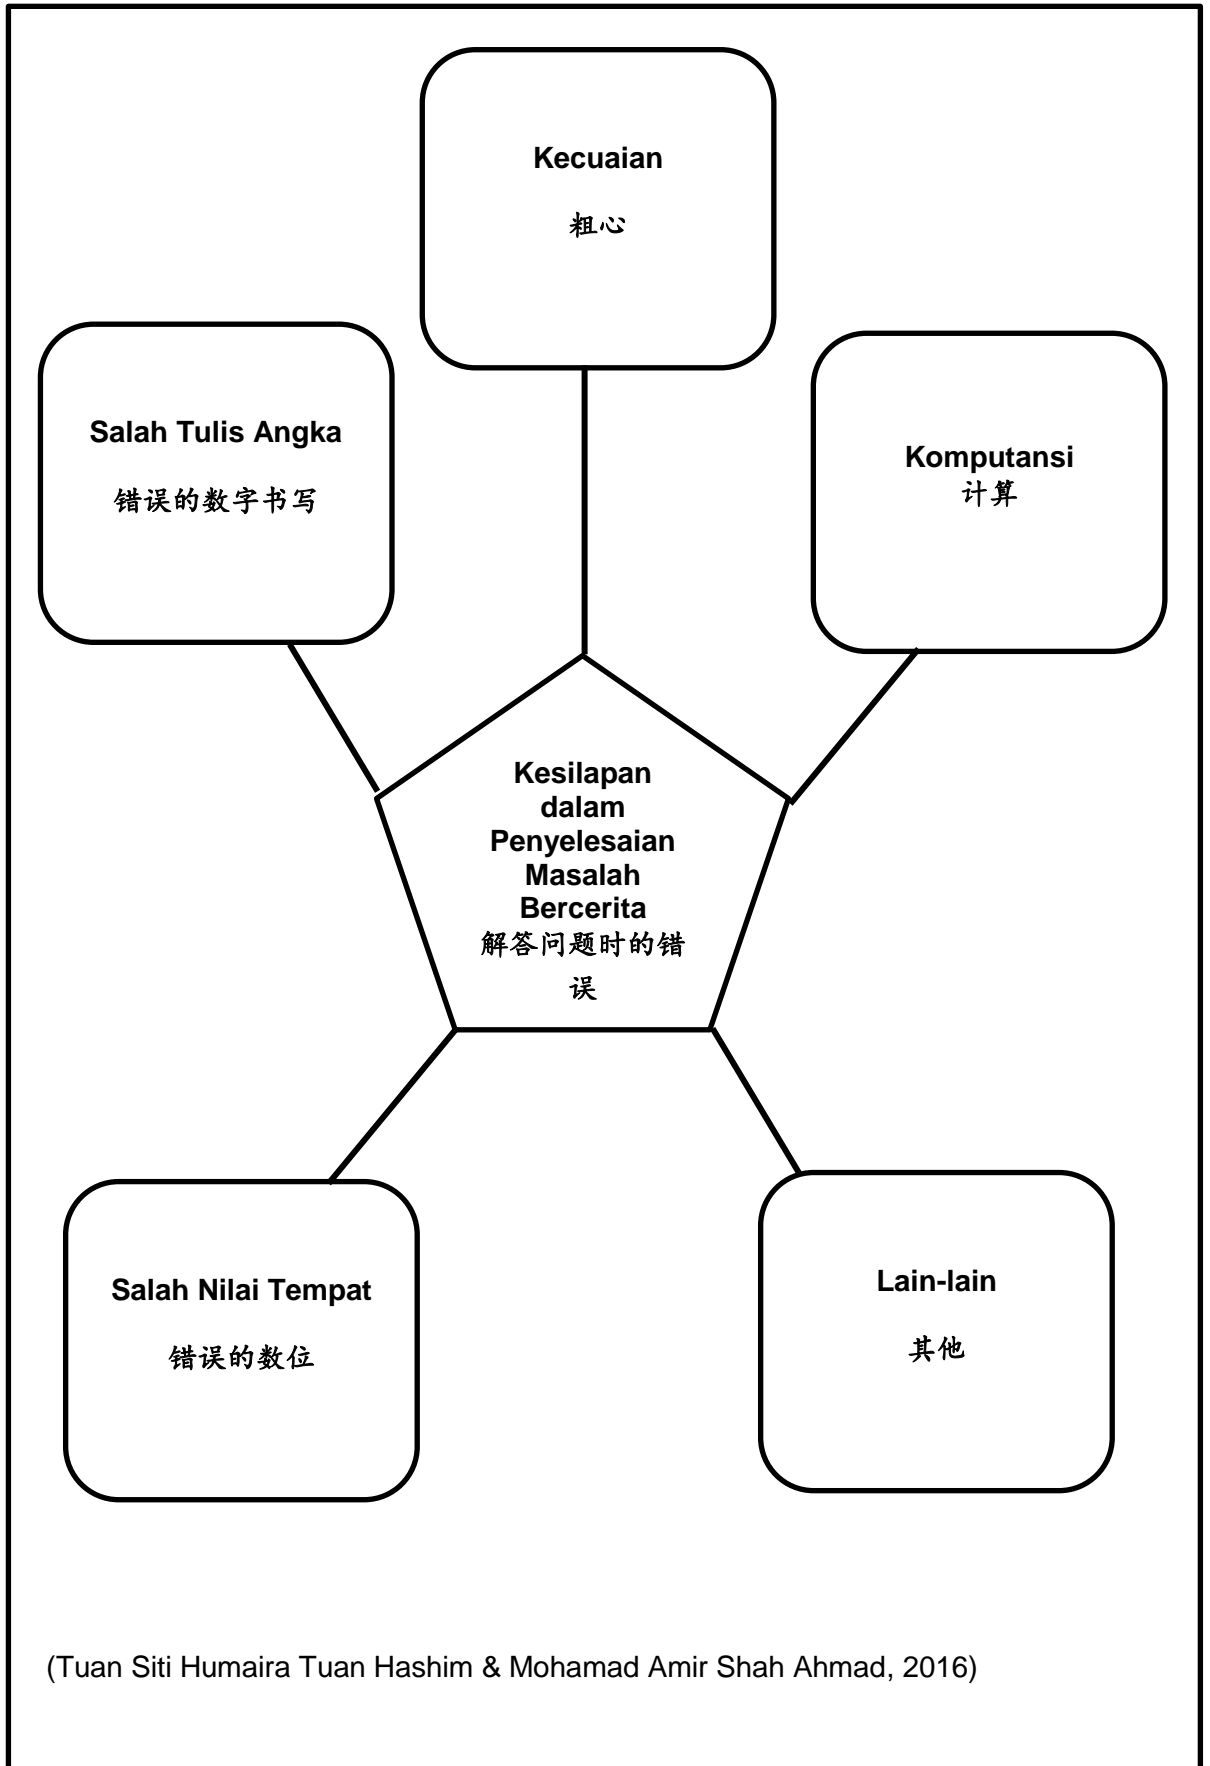 Kecuaian
粗心
Salah Tulis Angka
错误的数字书写
Komputansi
计算
Kesilapan
dalam
Penyelesaian
Masalah
Bercerita
解答问题时的错
误
Salah Nilai Tempat
错误的数位
Lain-lain
其他
(Tuan Siti Humaira Tuan Hashim & Mohamad Amir Shah Ahmad, 2016)